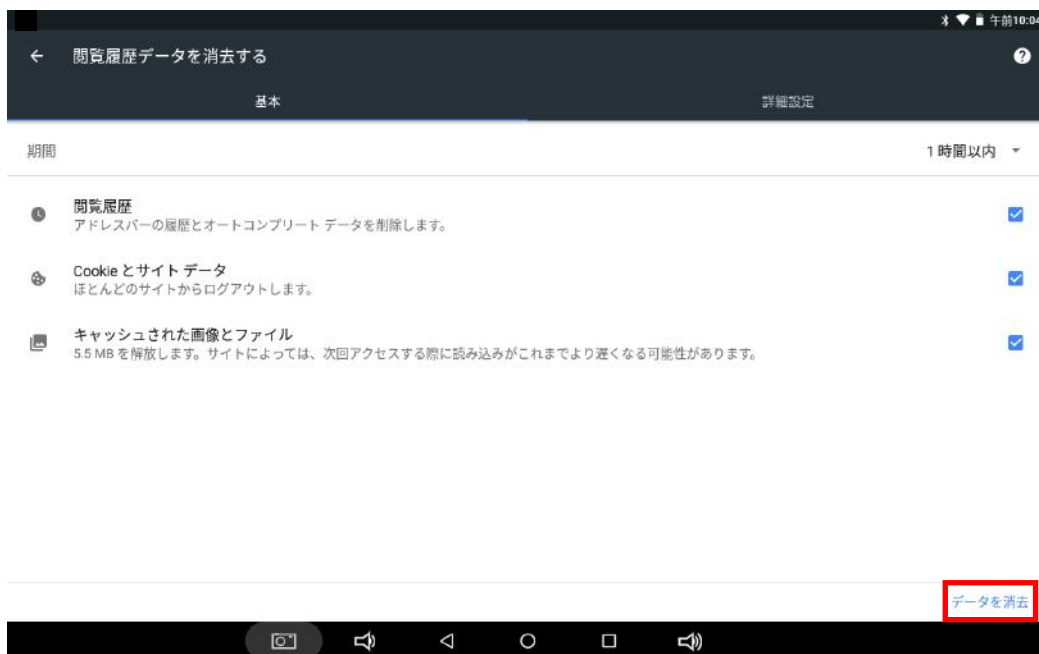 午前10:04
閲覧履歴データを消去する
基本
詳細設定
期間
1 時間以内
閲覧履歴
アドレスバーの履歴とオートコンプリート データを削除します。
Cookie とサイト データ
ほとんどのサイトからログアウトします。
キャッシュされた画像とファイル
5.5 MB を解放します。サイトによっては、次回アクセスする際に読み込みがこれまでより遅くなる可能性があります。
データを消去